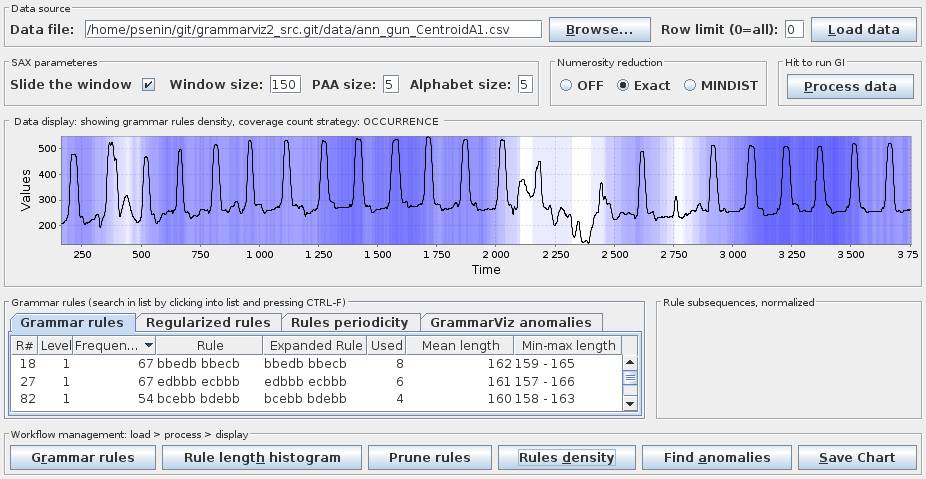 Data source
Data file: /home/psenin/git/grammarviz2_src.git/data/ann_gun_CentroidA1.csv Browse... Row limit (0=all): 0 Load data
SAX parameteres Numerosity reduction Hit to run GI
Slide the window Window size: 150 PAA size: 5 Alphabet size: 5 OFF Exact MINDIST Process data
Data display: showing grammar rules density, coverage count strategy: OCCURRENCE
Values
500
400
300
200
250 500 750 1 000 1 250 1 500 1 750 2 000 2 250 2 500 2 750 3 000 3 250 3 500 3 75
Time
Grammar rules (search in list by clicking into list and pressing CTRL-F) Rule subsequences, normalized
Grammar rules Regularized rules Rules periodicity GrammarViz anomalies
R# Level Frequen... Rule Expanded Rule Used Mean length Min-max length
18 1 67 bbedb bbecb bbedb bbecb 8 162 159 - 165
27 1 67 edbbb ecbbb edbbb ecbbb 6 161 157 - 166
82 1 54 bcebb bdebb bcebb bdebb 4 160 158 - 163
Workflow management: load > process > display
Grammar rules Rule length histogram Prune rules Rules density Find anomalies Save Chart